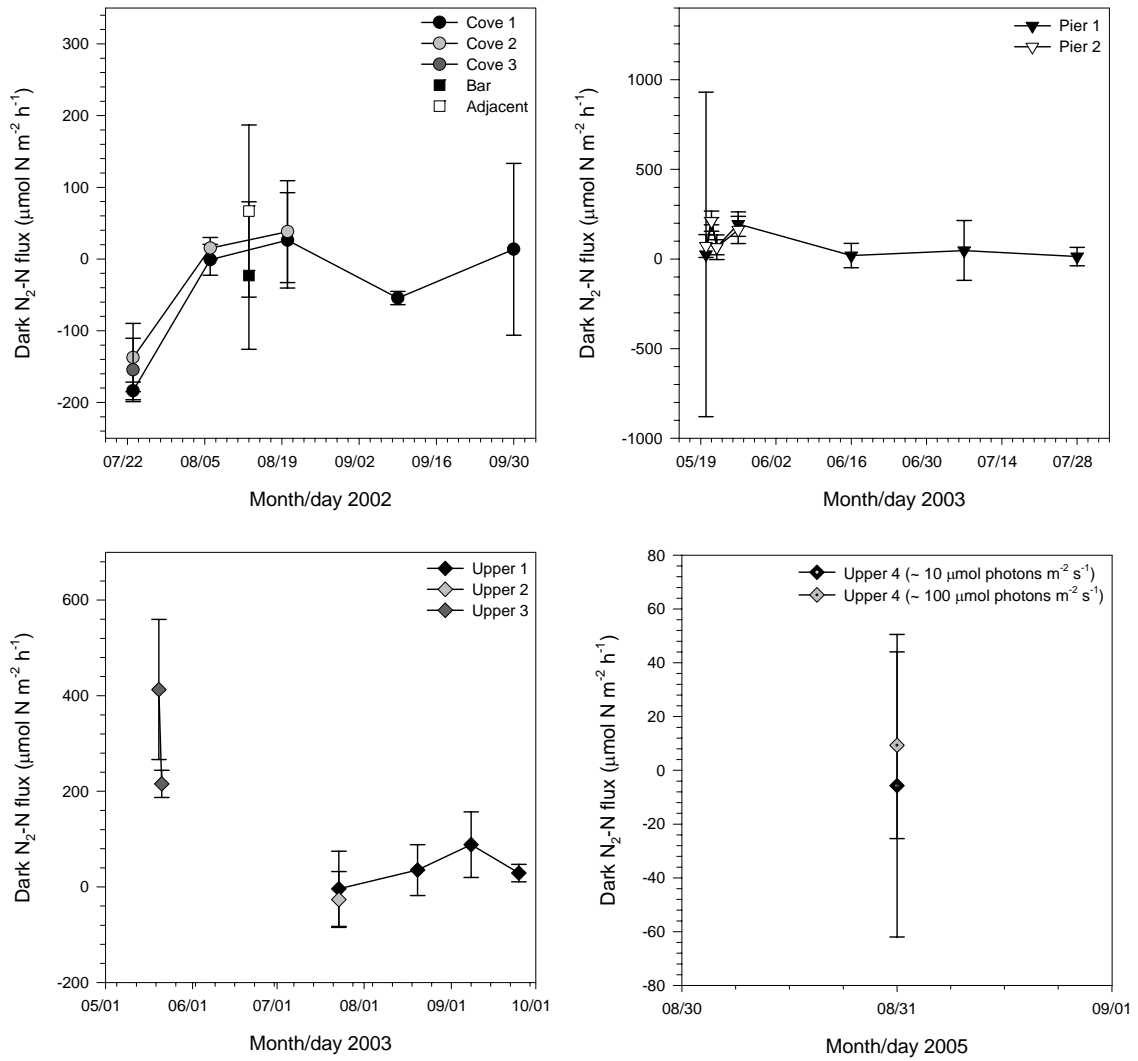 Dark N₂-N flux (μmol N m⁻² h⁻¹)
300
200
100
0
-100
-200
07/22 08/05 08/19 09/02 09/16 09/30
Month/day 2002
Cove 1
Cove 2
Cove 3
Bar
Adjacent
Dark N₂-N flux (μmol N m⁻² h⁻¹)
1000
500
0
-500
-1000
05/19 06/02 06/16 06/30 07/14 07/28
Month/day 2003
Pier 1
Pier 2
Dark N₂-N flux (μmol N m⁻² h⁻¹)
600
400
200
0
-200
05/01 06/01 07/01 08/01 09/01 10/01
Month/day 2003
Upper 1
Upper 2
Upper 3
Dark N₂-N flux (μmol N m⁻² h⁻¹)
80
60
40
20
0
-20
-40
-60
-80
08/30 08/31 09/01
Month/day 2005
Upper 4 (~ 10 μmol photons m⁻² s⁻¹)
Upper 4 (~ 100 μmol photons m⁻² s⁻¹)